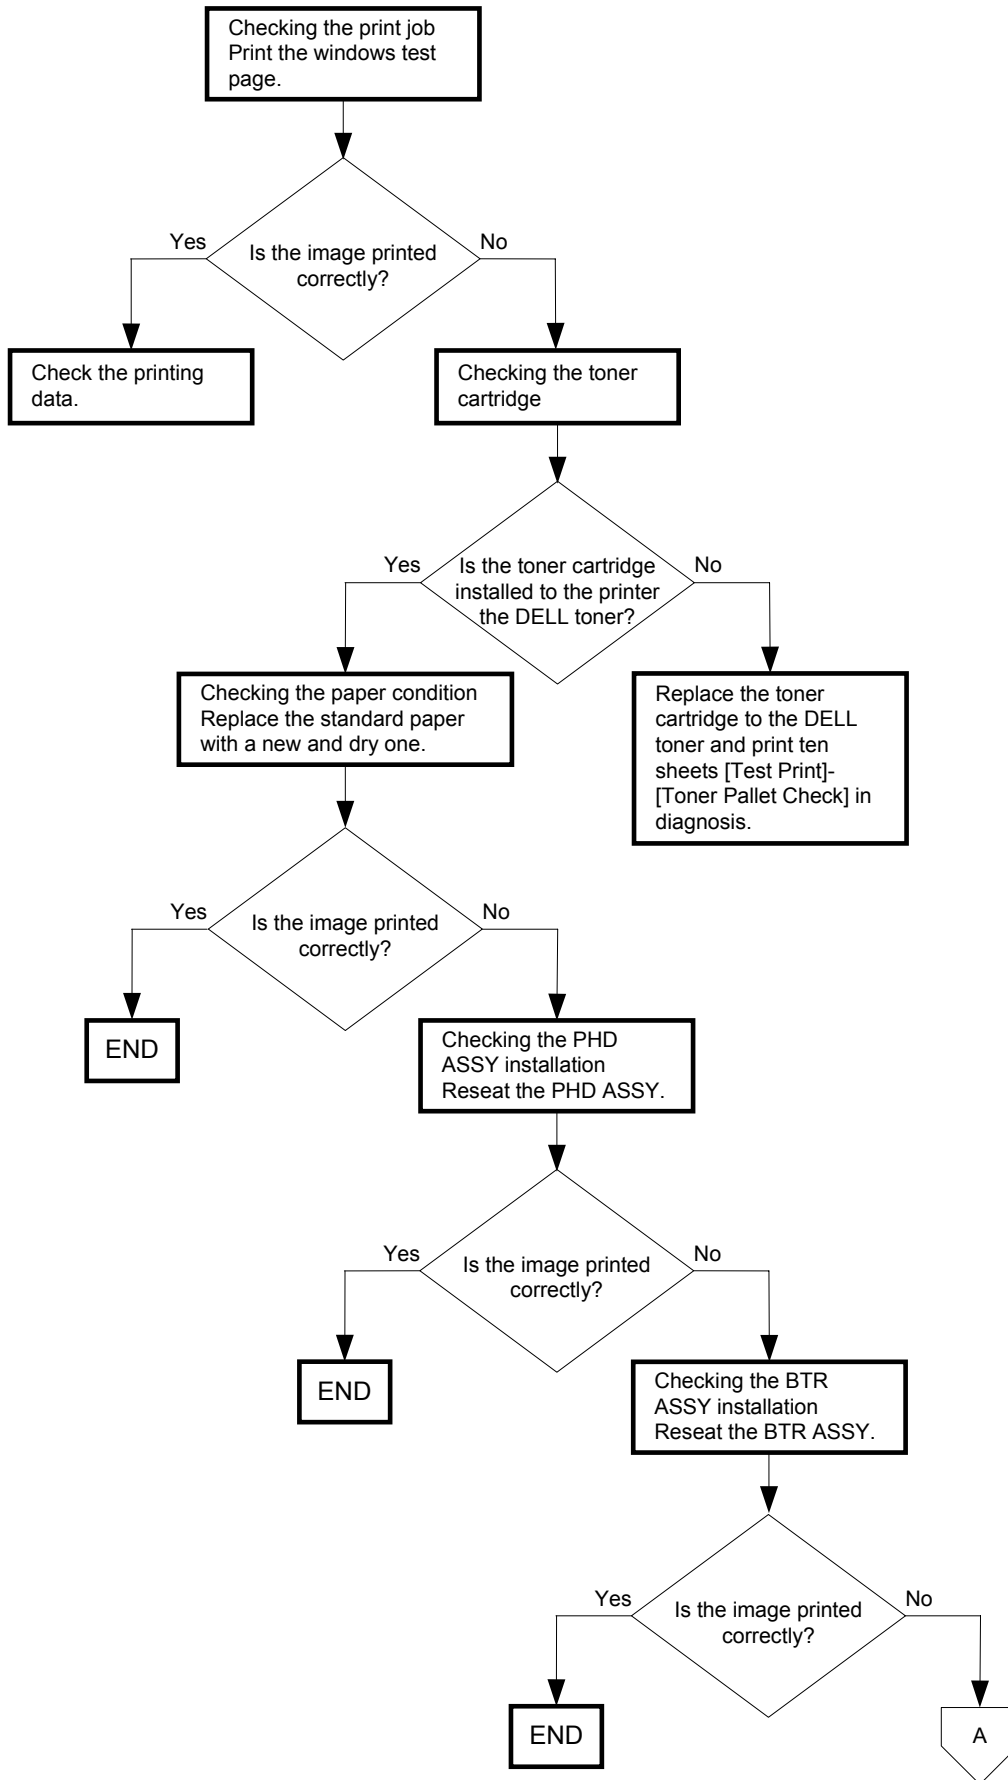 Checking the print job
Print the windows test
page.
Yes
No
Is the image printed
correctly?
Check the printing
data.
Checking the toner
cartridge
Yes
No
Is the toner cartridge
installed to the printer
the DELL toner?
Checking the paper condition
Replace the standard paper
with a new and dry one.
Replace the toner
cartridge to the DELL
toner and print ten
sheets [Test Print]-
[Toner Pallet Check] in
diagnosis.
Yes
No
Is the image printed
correctly?
END
Checking the PHD
ASSY installation
Reseat the PHD ASSY.
Yes
No
Is the image printed
correctly?
END
Checking the BTR
ASSY installation
Reseat the BTR ASSY.
Yes
No
Is the image printed
correctly?
END
A